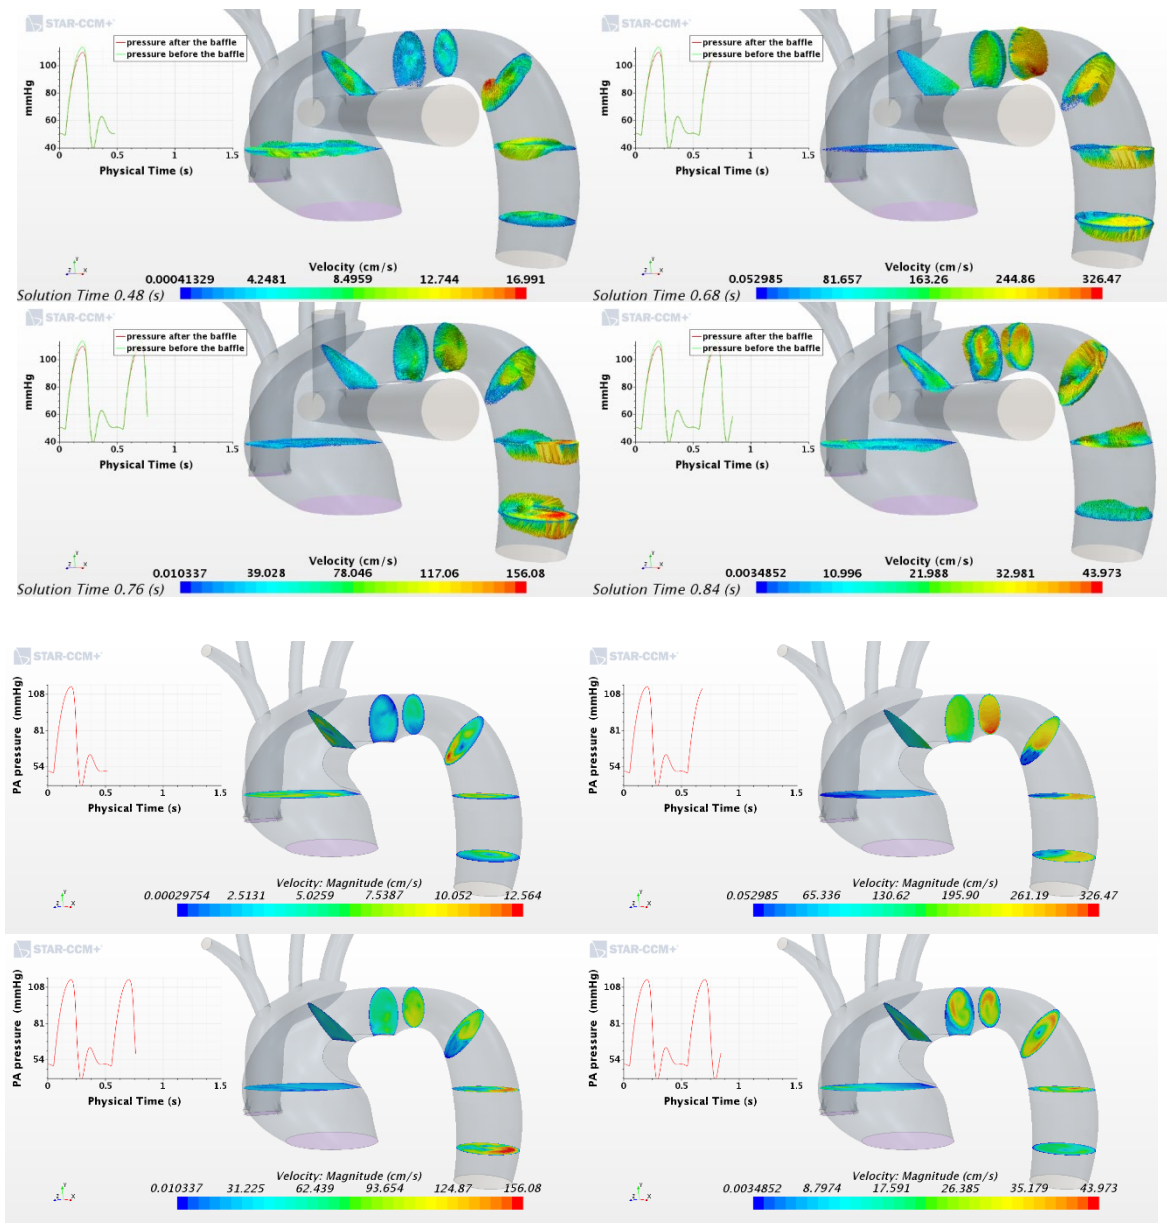 STAR-CCM+
pressure after the baffle
pressure before the baffle
mmHg
100
80
60
40
0 0.5 1 1.5
Physical Time (s)
Velocity (cm/s)
0.00041329 4.2481 8.4959 12.744 16.991
Solution Time 0.48 (s)
STAR-CCM+
pressure after the baffle
pressure before the baffle
mmHg
100
80
60
40
0 0.5 1 1.5
Physical Time (s)
Velocity (cm/s)
0.052985 81.657 163.26 244.86 326.47
Solution Time 0.68 (s)
STAR-CCM+
pressure after the baffle
pressure before the baffle
mmHg
100
80
60
40
0 0.5 1 1.5
Physical Time (s)
Velocity (cm/s)
0.010337 39.028 78.046 117.06 156.08
Solution Time 0.76 (s)
STAR-CCM+
pressure after the baffle
pressure before the baffle
mmHg
100
80
60
40
0 0.5 1 1.5
Physical Time (s)
Velocity (cm/s)
0.0034852 10.996 21.988 32.981 43.973
Solution Time 0.84 (s)
STAR-CCM+
PA pressure (mmHg)
108
81
54
0 0.5 1 1.5
Physical Time (s)
Velocity: Magnitude (cm/s)
0.00029754 2.5131 5.0259 7.5387 10.052 12.564
STAR-CCM+
PA pressure (mmHg)
108
81
54
0 0.5 1 1.5
Physical Time (s)
Velocity: Magnitude (cm/s)
0.052985 65.336 130.62 195.90 261.19 326.47
STAR-CCM+
PA pressure (mmHg)
108
81
54
0 0.5 1 1.5
Physical Time (s)
Velocity: Magnitude (cm/s)
0.010337 31.225 62.439 93.654 124.87 156.08
STAR-CCM+
PA pressure (mmHg)
108
81
54
0 0.5 1 1.5
Physical Time (s)
Velocity: Magnitude (cm/s)
0.0034852 8.7974 17.591 26.385 35.179 43.973